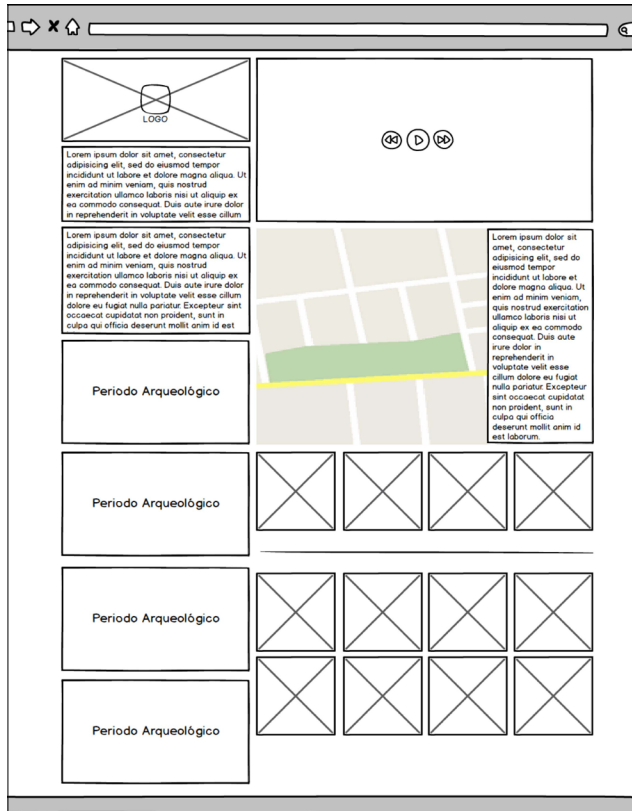 LOGO
Lorem ipsum dolor sit amet, consectetur
adipisicing elit, sed do eiusmod tempor
incididunt ut labore et dolore magna aliqua. Ut
enim ad minim veniam, quis nostrud
exercitation ullamco laboris nisi ut aliquip ex
ea commodo consequat. Duis aute irure dolor
in reprehenderit in voluptate velit esse cillum
Lorem ipsum dolor sit amet, consectetur
adipisicing elit, sed do eiusmod tempor
incididunt ut labore et dolore magna aliqua. Ut
enim ad minim veniam, quis nostrud
exercitation ullamco laboris nisi ut aliquip ex
ea commodo consequat. Duis aute irure dolor
in reprehenderit in voluptate velit esse cillum
dolore eu fugiat nulla pariatur. Excepteur sint
occaecat cupidatat non proident, sunt in
culpa qui officia deserunt mollit anim id est
Lorem ipsum dolor sit
amet, consectetur
adipisicing elit, sed do
eiusmod tempor
incididunt ut labore et
dolore magna aliqua. Ut
enim ad minim veniam,
quis nostrud exercitation
ullamco laboris nisi ut
aliquip ex ea commodo
consequat. Duis aute
irure dolor in
reprehenderit in
voluptate velit esse
cillum dolore eu fugiat
nulla pariatur. Excepteur
sint occaecat cupidatat
non proident, sunt in
culpa qui officia
deserunt mollit anim id
est laborum.
Periodo Arqueológico
Periodo Arqueológico
Periodo Arqueológico
Periodo Arqueológico